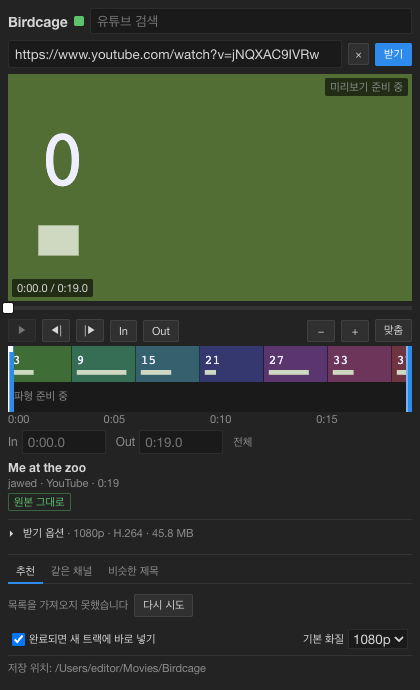 Birdcage 유튜브 검색
https://www.youtube.com/watch?v=jNQXAC9IVRw × 받기
미리보기 준비 중
0
0:00.0 / 0:19.0
In Out − + 맞춤
3 9 15 21 27 33 3
파형 준비 중
0:00 0:05 0:10 0:15
In 0:00.0 Out 0:19.0 전체
Me at the zoo
jawed · YouTube · 0:19
원본 그대로
받기 옵션 · 1080p · H.264 · 45.8 MB
추천 같은 채널 비슷한 제목
목록을 가져오지 못했습니다 다시 시도
완료되면 새 트랙에 바로 넣기 기본 화질 1080p
저장 위치: /Users/editor/Movies/Birdcage